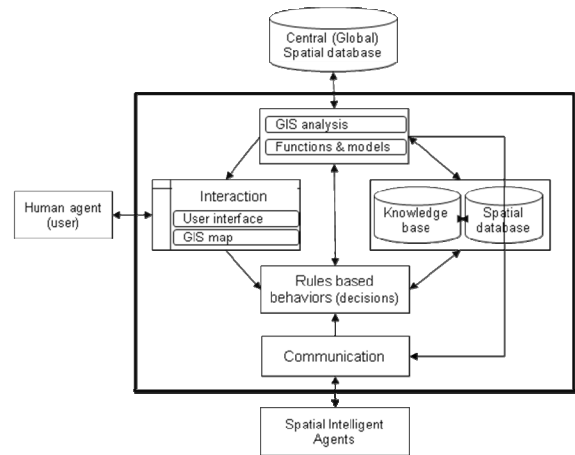 Central (Global)
Spatial database
GIS analysis
Functions & models
Interaction
User interface
GIS map
Human agent
(user)
Knowledge
base
Spatial
database
Rules based
behaviors (decisions)
Communication
Spatial Intelligent
Agents